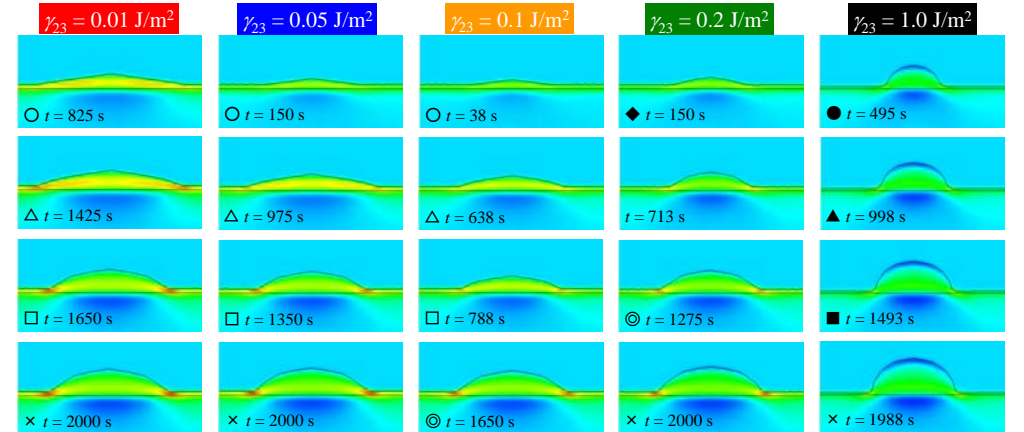 γ23 = 0.01 J/m² γ23 = 0.05 J/m² γ23 = 0.1 J/m² γ23 = 0.2 J/m² γ23 = 1.0 J/m²
○ t = 825 s ○ t = 150 s ○ t = 38 s ◆ t = 150 s ● t = 495 s
△ t = 1425 s △ t = 975 s △ t = 638 s t = 713 s ▲ t = 998 s
□ t = 1650 s □ t = 1350 s □ t = 788 s ◎ t = 1275 s ■ t = 1493 s
× t = 2000 s × t = 2000 s ◎ t = 1650 s × t = 2000 s × t = 1988 s